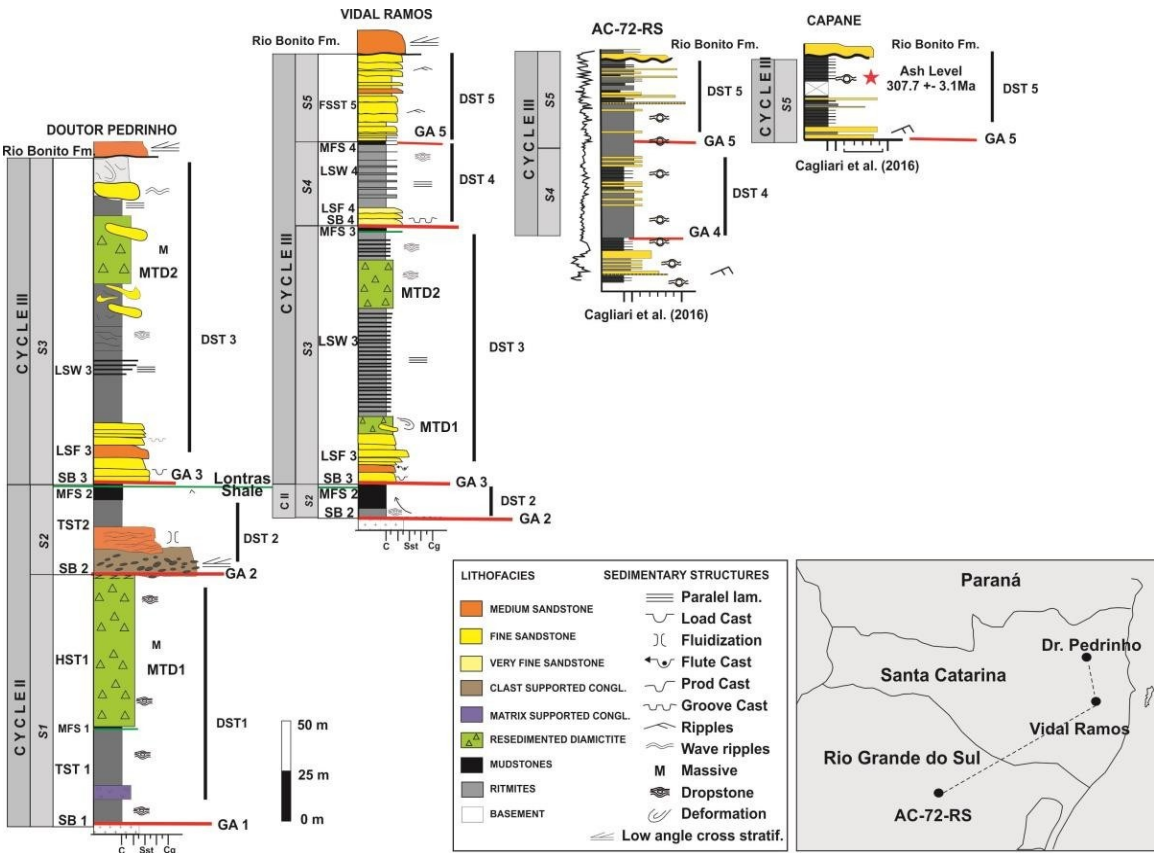 VIDAL RAMOS
Rio Bonito Fm.
CYCLE III
S5
FSST 5
DST 5
GA 5
MFS 4
S4
LSW 4
DST 4
LSF 4
SB 4
MFS 3
S3
MTD2
LSW 3
DST 3
MTD1
LSF 3
SB 3
GA 3
C II
S2
MFS 2
DST 2
SB 2
GA 2
C Sst Cg
AC-72-RS
Rio Bonito Fm.
CYCLE III
S5
DST 5
GA 5
S4
DST 4
GA 4
Cagliari et al. (2016)
CAPANE
Rio Bonito Fm.
CYCLE III
S5
Ash Level
307.7 +- 3.1Ma
DST 5
GA 5
Cagliari et al. (2016)
DOUTOR PEDRINHO
Rio Bonito Fm.
CYCLE III
S3
M
MTD2
DST 3
LSW 3
LSF 3
SB 3
GA 3
Lontras
Shale
CYCLE II
S2
MFS 2
TST2
DST 2
SB 2
GA 2
S1
HST1
M
MTD1
DST1
MFS 1
TST 1
SB 1
GA 1
C Sst Cg
50 m
25 m
0 m
LITHOFACIES
MEDIUM SANDSTONE
FINE SANDSTONE
VERY FINE SANDSTONE
CLAST SUPPORTED CONGL.
MATRIX SUPPORTED CONGL.
RESEDIMENTED DIAMICTITE
MUDSTONES
RITMITES
BASEMENT
SEDIMENTARY STRUCTURES
Paralel lam.
Load Cast
Fluidization
Flute Cast
Prod Cast
Groove Cast
Ripples
Wave ripples
M Massive
Dropstone
Deformation
Low angle cross stratif.
Paraná
Dr. Pedrinho
Santa Catarina
Vidal Ramos
Rio Grande do Sul
AC-72-RS